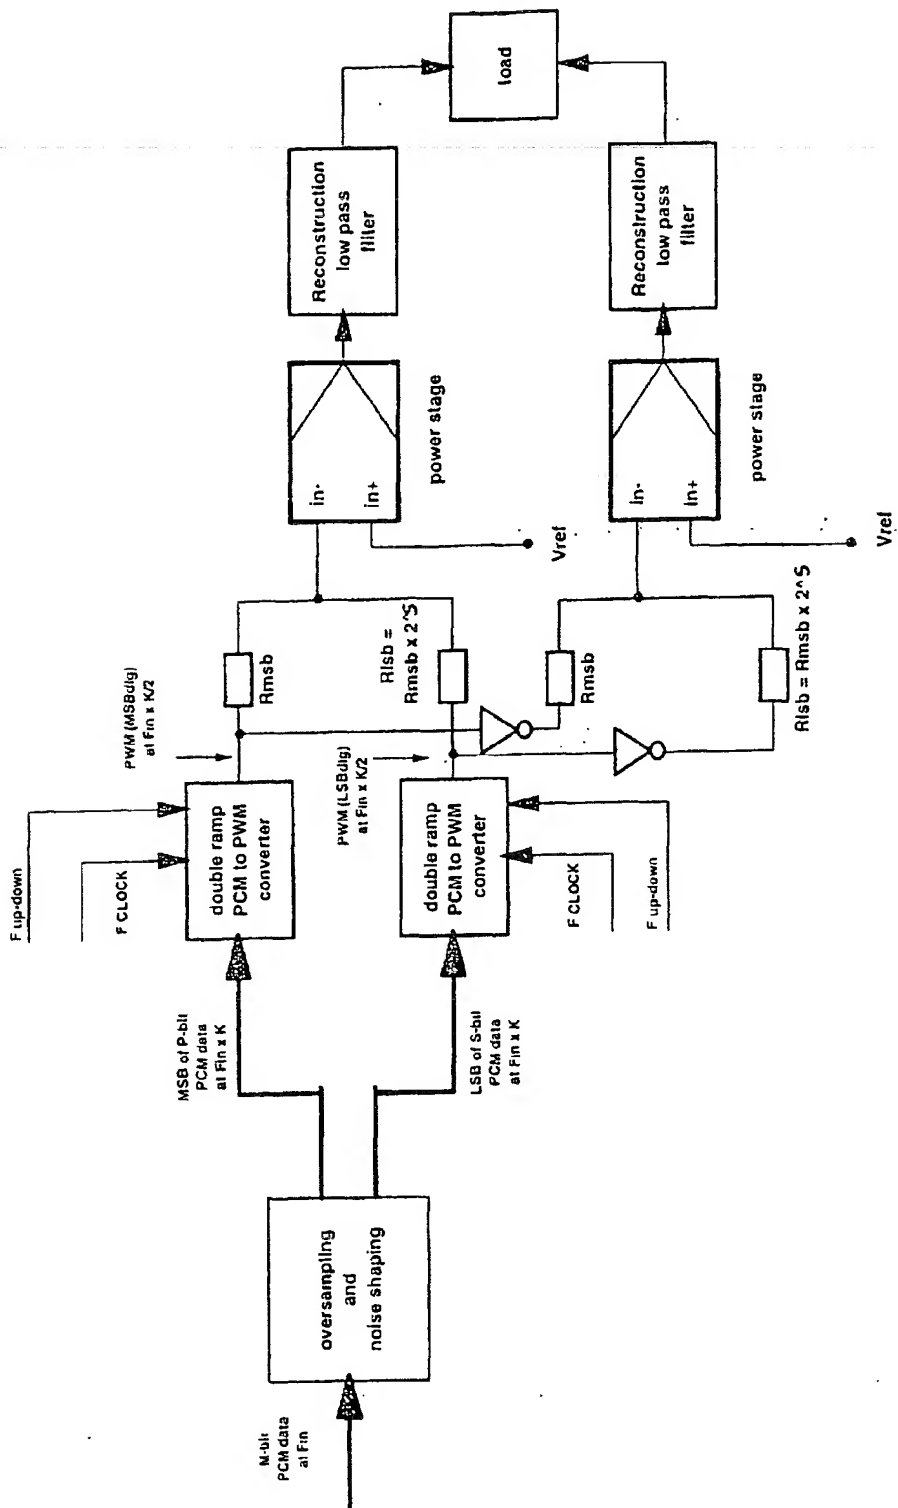 M-bit
PCM data
at Fin
oversampling
and
noise shaping
MSB of P-bit
PCM data
at Fin x K
LSB of S-bit
PCM data
at Fin x K
F up-down
F CLOCK
double ramp
PCM to PWM
converter
double ramp
PCM to PWM
converter
F CLOCK
F up-down
PWM (MSBdig)
at Fin x K/2
PWM (LSBdig)
at Fin x K/2
Rmsb
Rlsb =
Rmsb x 2^S
Rmsb
Rlsb = Rmsb x 2^S
Vref
Vref
in-
in+
power stage
in-
in+
power stage
Reconstruction
low pass
filter
Reconstruction
low pass
filter
load